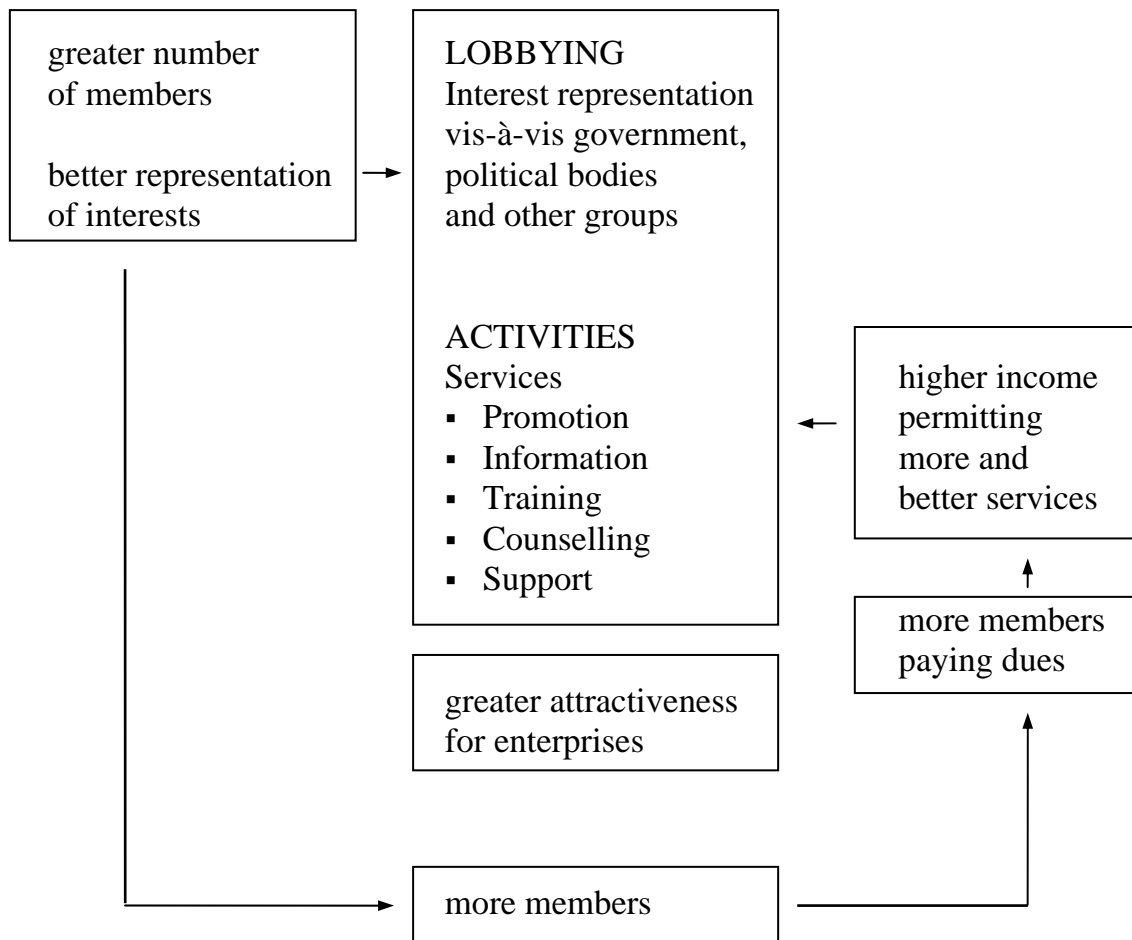 greater number
of members
better representation
of interests
LOBBYING
Interest representation
vis-à-vis government,
political bodies
and other groups
ACTIVITIES
Services
▪ Promotion
▪ Information
▪ Training
▪ Counselling
▪ Support
higher income
permitting
more and
better services
more members
paying dues
greater attractiveness
for enterprises
more members